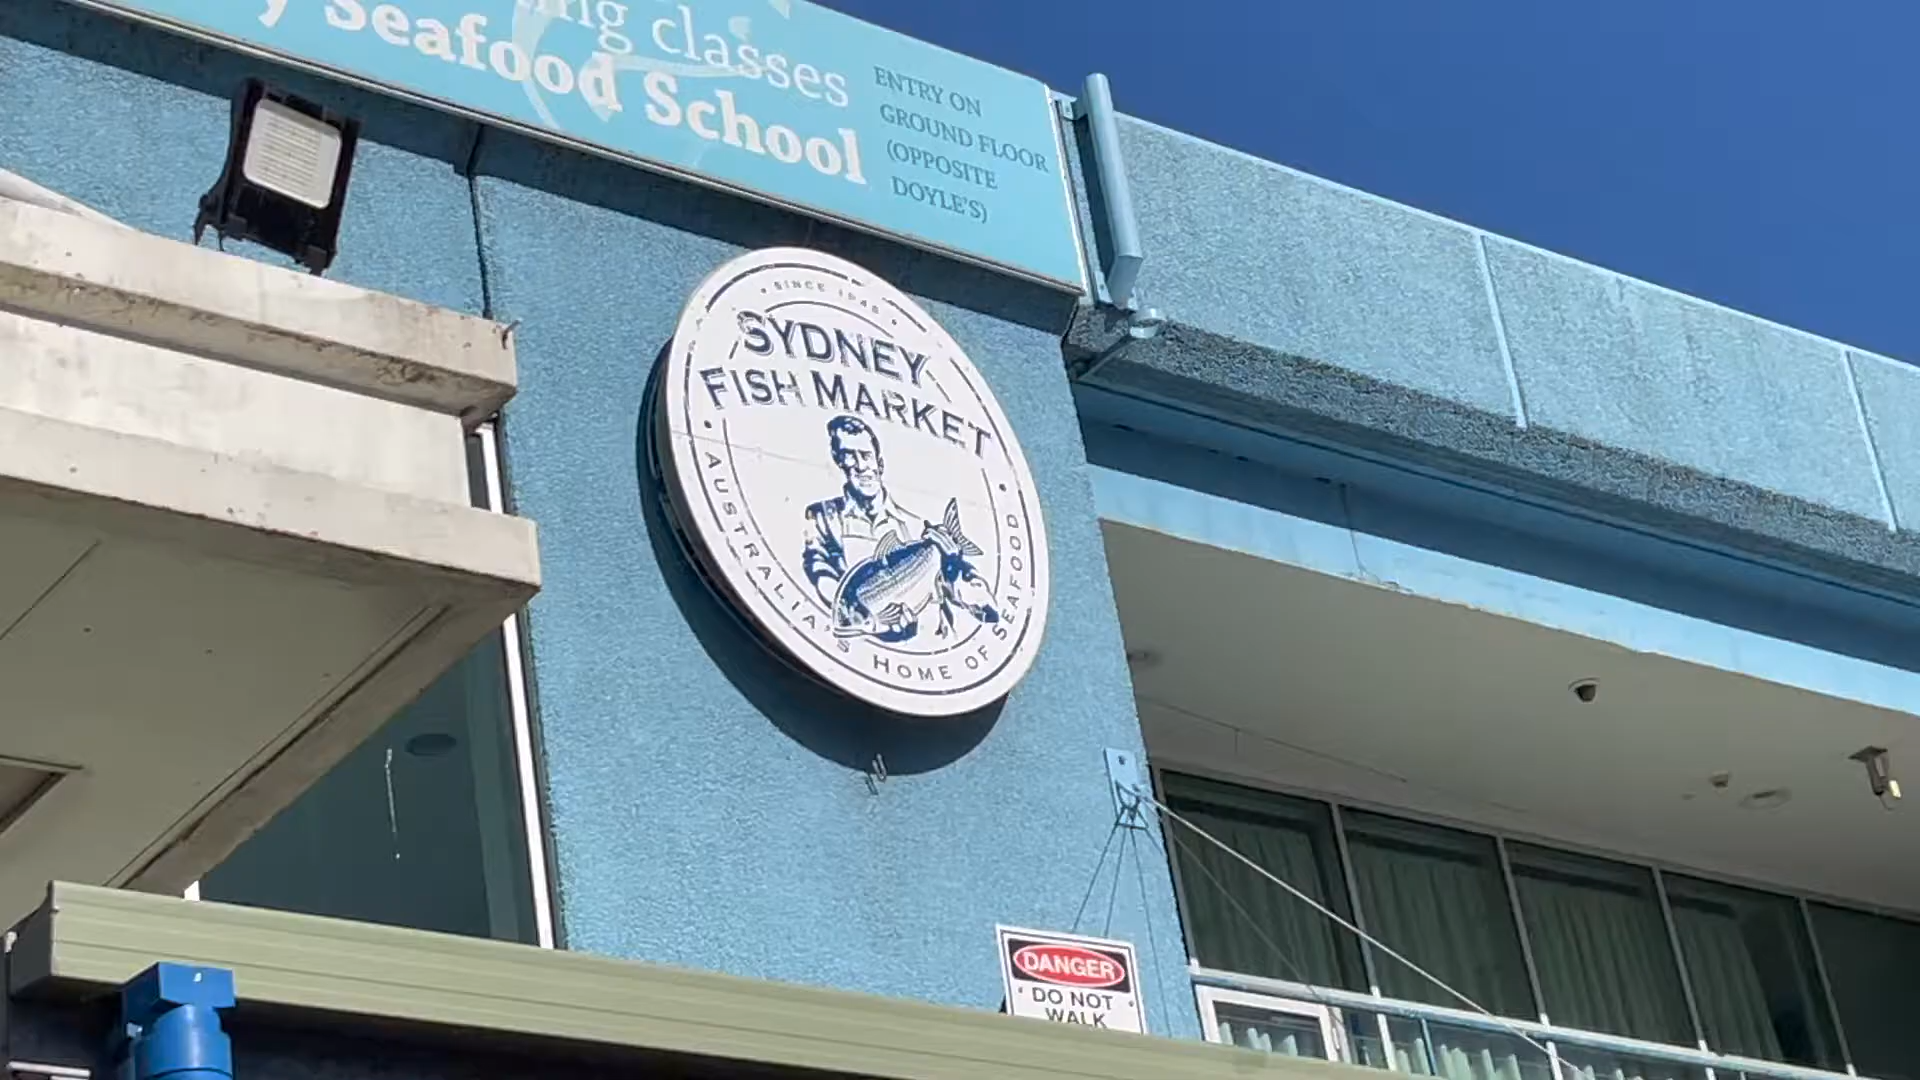 ing classes
y Seafood School
ENTRY ON
GROUND FLOOR
(OPPOSITE
DOYLE'S)
SINCE 1945
SYDNEY
FISH MARKET
AUSTRALIA'S HOME OF SEAFOOD
DANGER
DO NOT
WALK